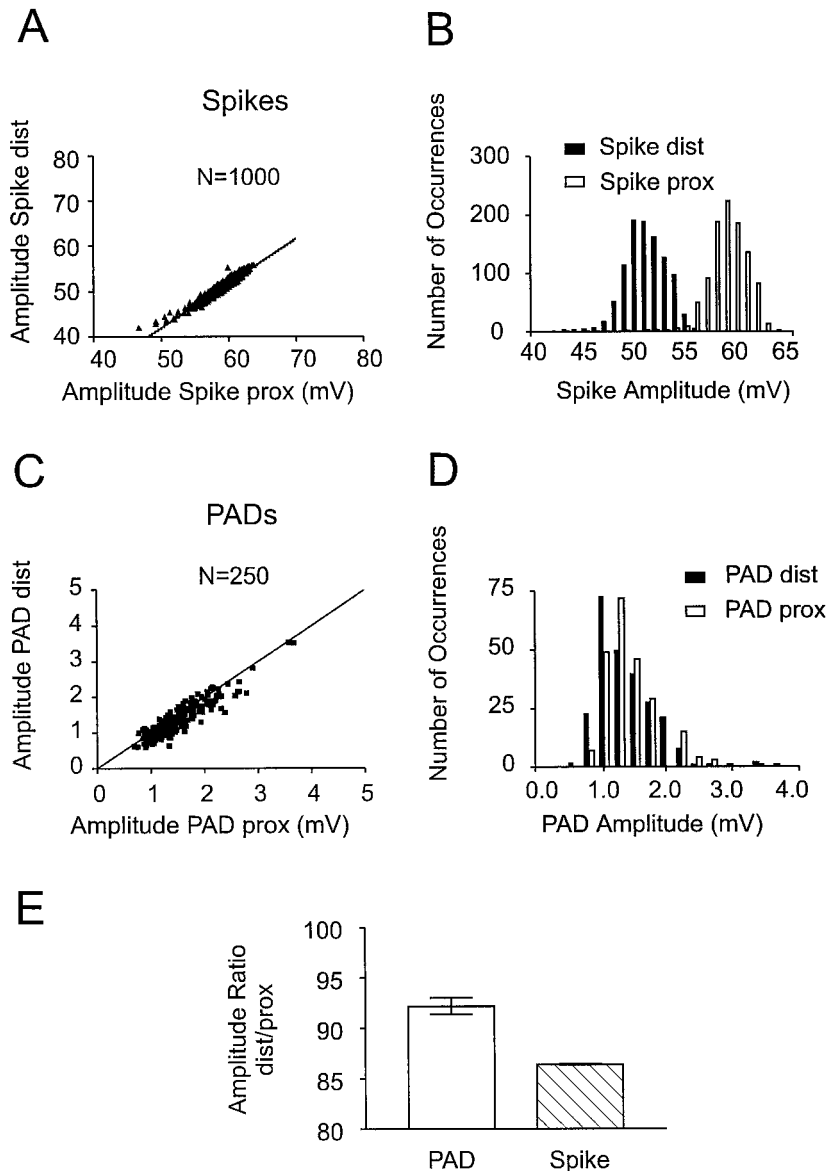 A
Spikes
N=1000
Amplitude Spike dist
80
70
60
50
40
40 50 60 70 80
Amplitude Spike prox (mV)
B
Spike dist
Spike prox
Number of Occurrences
300
200
100
0
40 45 50 55 60 65
Spike Amplitude (mV)
C
PADs
N=250
Amplitude PAD dist
5
4
3
2
1
0
0 1 2 3 4 5
Amplitude PAD prox (mV)
D
PAD dist
PAD prox
Number of Occurrences
75
50
25
0
0.0 1.0 2.0 3.0 4.0
PAD Amplitude (mV)
E
Amplitude Ratio
dist/prox
100
95
90
85
80
PAD Spike